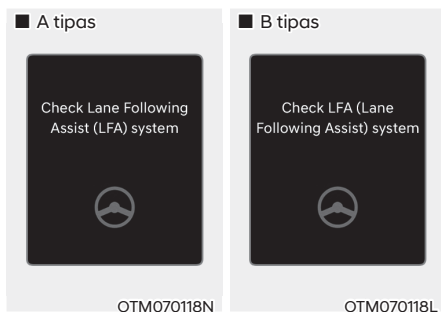 ■ A tipas
Check Lane Following
Assist (LFA) system
OTM070118N
■ B tipas
Check LFA (Lane
Following Assist) system
OTM070118L